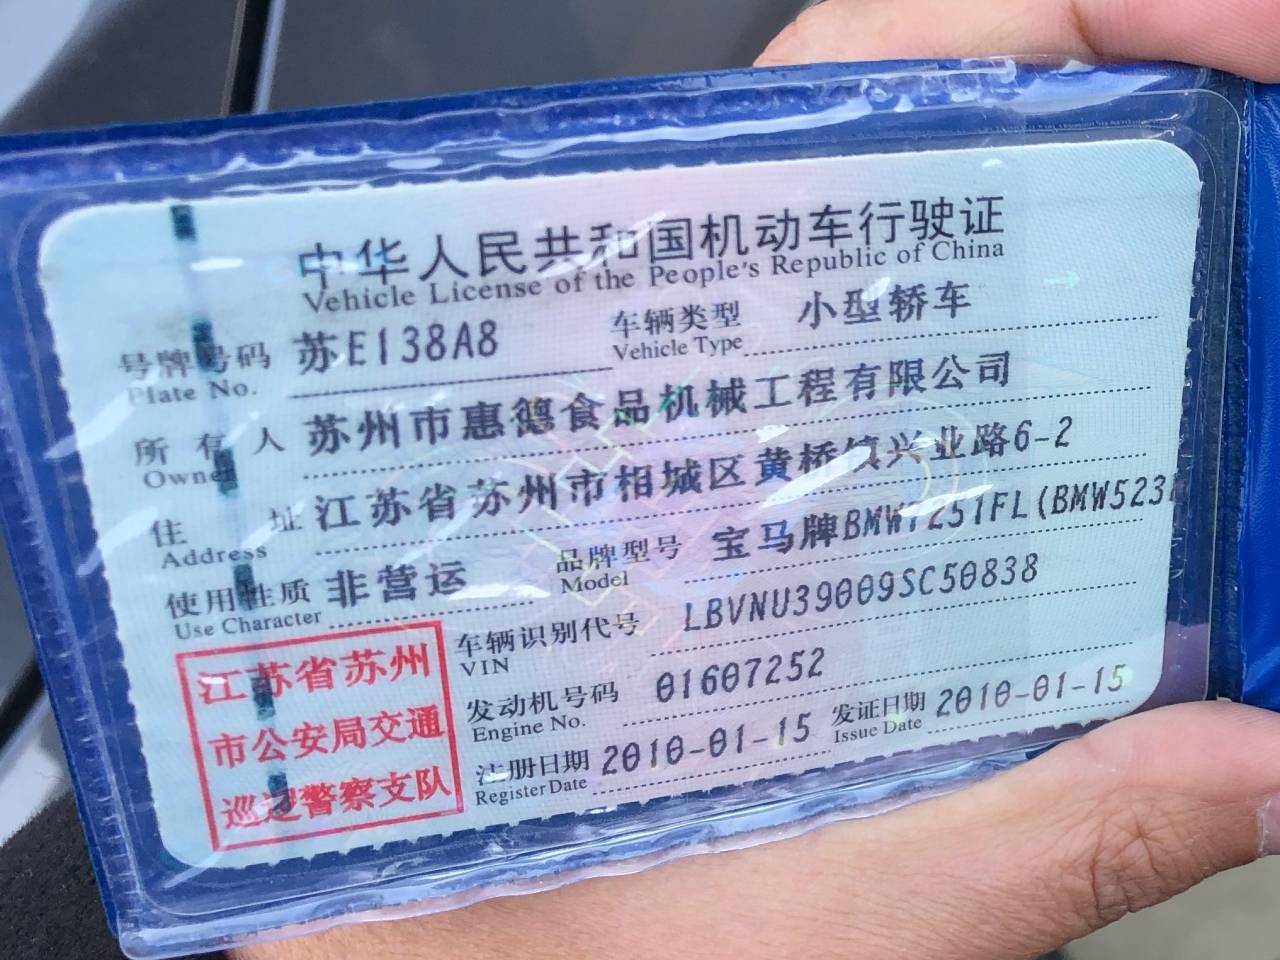 中华人民共和国机动车行驶证
Vehicle License of the People's Republic of China
号牌号码 苏E138A8 车辆类型 小型轿车
Plate No. Vehicle Type
所有人 苏州市惠德食品机械工程有限公司
Owner
住址 江苏省苏州市相城区黄桥镇兴业路6-2
Address
使用性质 非营运 品牌型号 宝马牌BMW7251FL(BMW523
Use Character Model
车辆识别代号 LBVNU39009SC50838
VIN
发动机号码 01607252
Engine No.
注册日期 2010-01-15 发证日期 2010-01-15
Register Date Issue Date
江苏省苏州
市公安局交通
巡逻警察支队